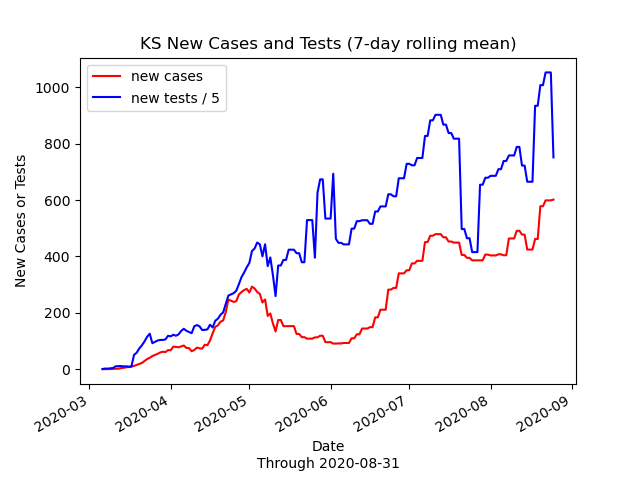 KS New Cases and Tests (7-day rolling mean)
new cases
new tests / 5
New Cases or Tests
1000
800
600
400
200
0
2020-03
2020-04
2020-05
2020-06
2020-07
2020-08
2020-09
Date
Through 2020-08-31